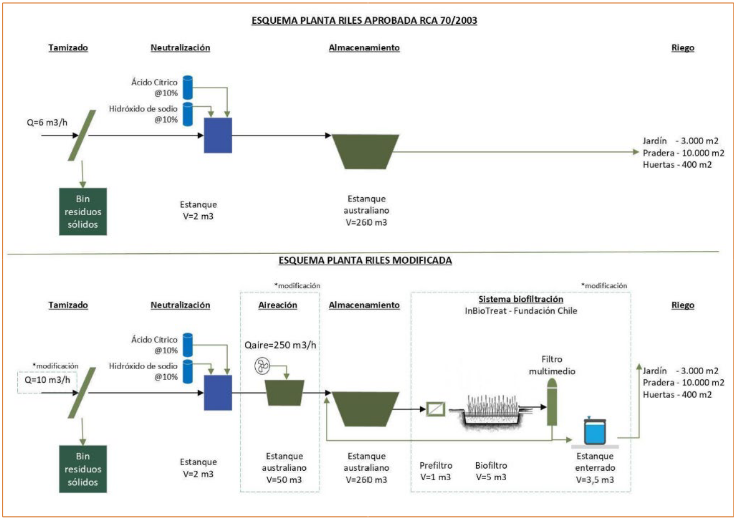 ESQUEMA PLANTA RILES APROBADA RCA 70/2003
Tamizado
Neutralización
Almacenamiento
Riego
Ácido Cítrico
@10%
Hidróxido de sodio
@10%
Q=6 m3/h
Jardín - 3.000 m2
Pradera - 10.000 m2
Huertas - 400 m2
Bin
residuos
sólidos
Estanque
V=2 m3
Estanque
australiano
V=260 m3
ESQUEMA PLANTA RILES MODIFICADA
*modificación
*modificación
Tamizado
Neutralización
Aireación
Almacenamiento
Sistema biofiltración
InBioTreat - Fundación Chile
Riego
Ácido Cítrico
@10%
Hidróxido de sodio
@10%
Qaire=250 m3/h
Filtro
multimedio
*modificación
Q=10 m3/h
Jardín - 3.000 m2
Pradera - 10.000 m2
Huertas - 400 m2
Bin
residuos
sólidos
Estanque
V=2 m3
Estanque
australiano
V=50 m3
Estanque
australiano
V=260 m3
Prefiltro
V=1 m3
Biofiltro
V=5 m3
Estanque
enterrado
V=3,5 m3